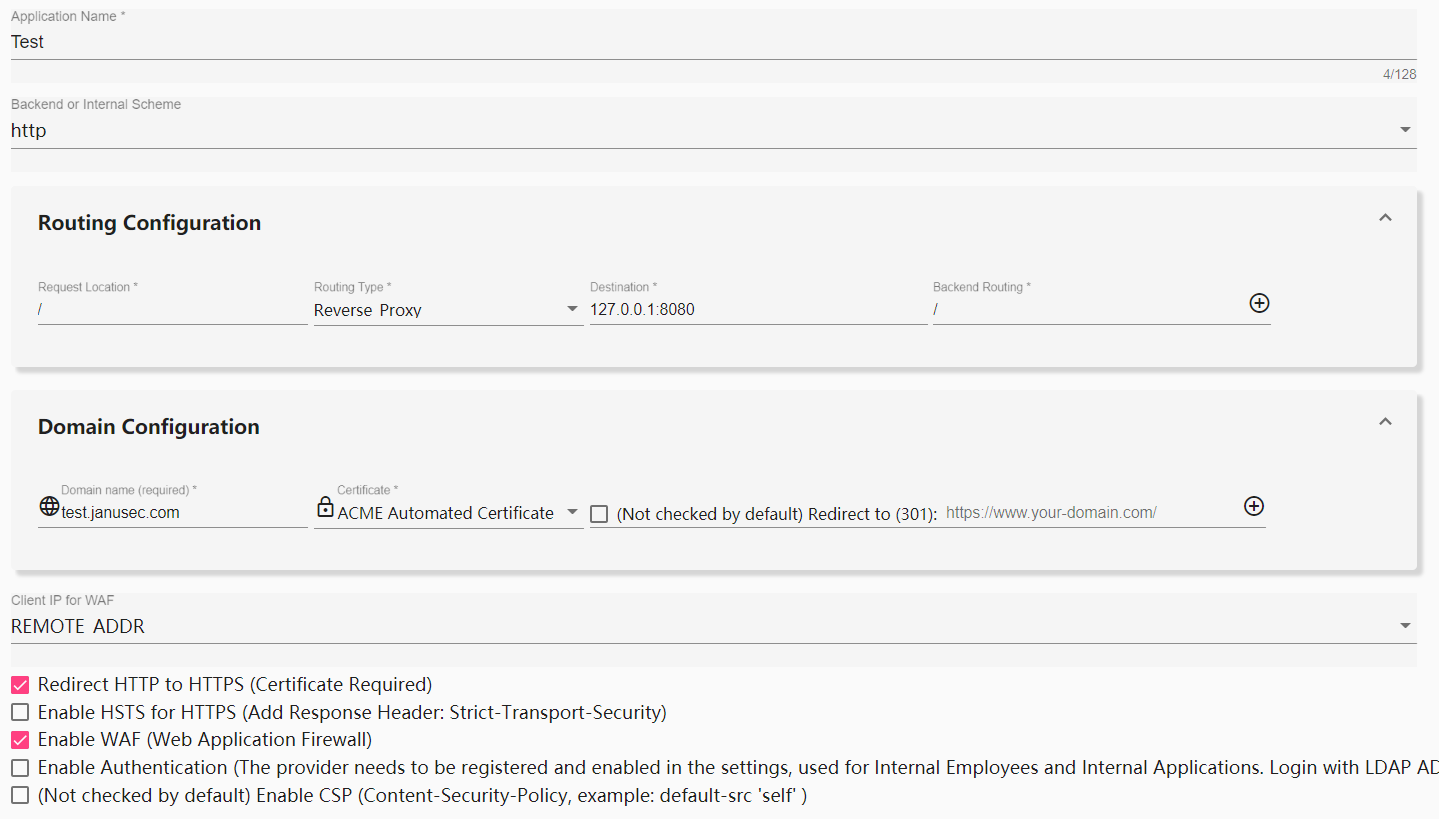 Application Name *
Test
4/128
Backend or Internal Scheme
http
Routing Configuration
Request Location * Routing Type * Destination * Backend Routing *
/ Reverse Proxy 127.0.0.1:8080 /
Domain Configuration
Domain name (required) * Certificate *
test.janusec.com ACME Automated Certificate (Not checked by default) Redirect to (301): https://www.your-domain.com/
Client IP for WAF
REMOTE_ADDR
Redirect HTTP to HTTPS (Certificate Required)
Enable HSTS for HTTPS (Add Response Header: Strict-Transport-Security)
Enable WAF (Web Application Firewall)
Enable Authentication (The provider needs to be registered and enabled in the settings, used for Internal Employees and Internal Applications. Login with LDAP AD
(Not checked by default) Enable CSP (Content-Security-Policy, example: default-src 'self' )